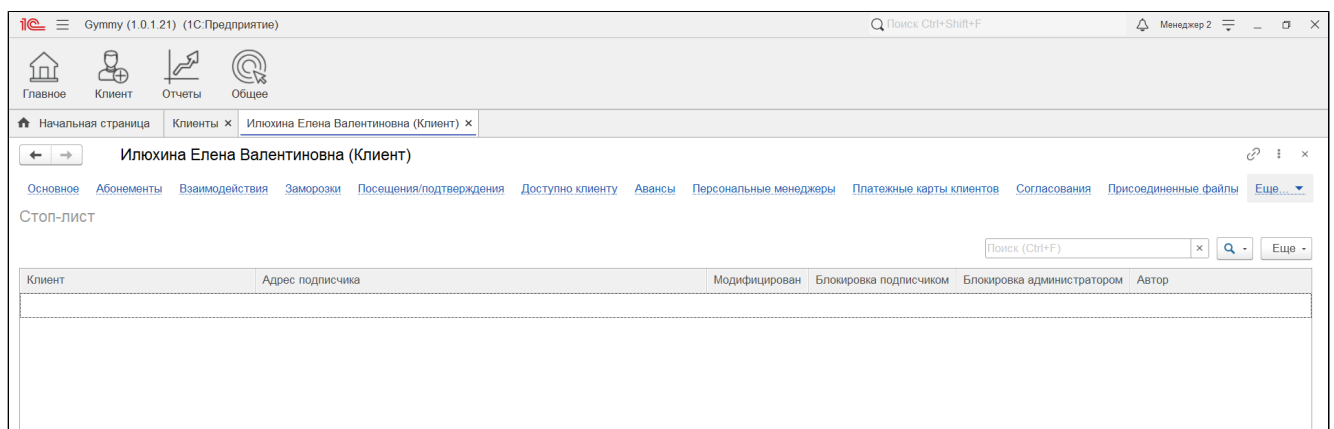 1С Gymmy (1.0.1.21) (1С:Предприятие) Поиск Ctrl+Shift+F Менеджер 2
Главное Клиент Отчеты Общее
Начальная страница Клиенты × Илюхина Елена Валентиновна (Клиент) ×
Илюхина Елена Валентиновна (Клиент)
Основное Абонементы Взаимодействия Заморозки Посещения/подтверждения Доступно клиенту Авансы Персональные менеджеры Платежные карты клиентов Согласования Присоединенные файлы Еще...
Стоп-лист
Поиск (Ctrl+F) × Еще
Клиент Адрес подписчика Модифицирован Блокировка подписчиком Блокировка администратором Автор